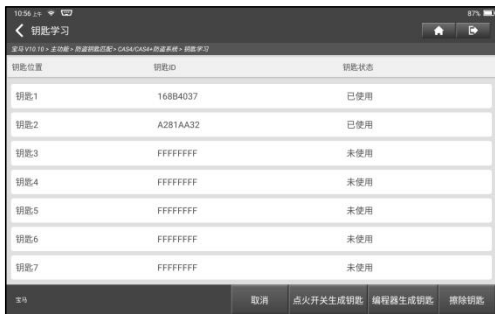 10:56 上午 87%
钥匙学习
宝马 V10.10 > 主功能 > 防盗钥匙匹配 > CAS4/CAS4+防盗系统 > 钥匙学习
钥匙位置 钥匙ID 钥匙状态
钥匙1 168B4037 已使用
钥匙2 A281AA32 已使用
钥匙3 FFFFFFFF 未使用
钥匙4 FFFFFFFF 未使用
钥匙5 FFFFFFFF 未使用
钥匙6 FFFFFFFF 未使用
钥匙7 FFFFFFFF 未使用
宝马 取消 点火开关生成钥匙 编程器生成钥匙 擦除钥匙